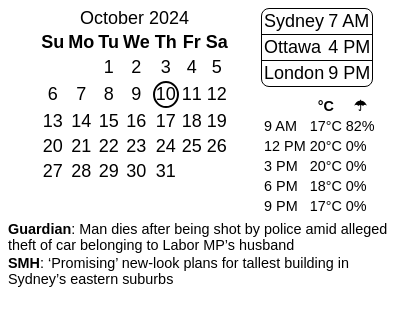 October 2024
Su Mo Tu We Th Fr Sa
1 2 3 4 5
6 7 8 9 10 11 12
13 14 15 16 17 18 19
20 21 22 23 24 25 26
27 28 29 30 31
Sydney 7 AM
Ottawa 4 PM
London 9 PM
°C ☂
9 AM 17°C 82%
12 PM 20°C 0%
3 PM 20°C 0%
6 PM 18°C 0%
9 PM 17°C 0%
Guardian: Man dies after being shot by police amid alleged
theft of car belonging to Labor MP’s husband
SMH: ‘Promising’ new-look plans for tallest building in
Sydney’s eastern suburbs